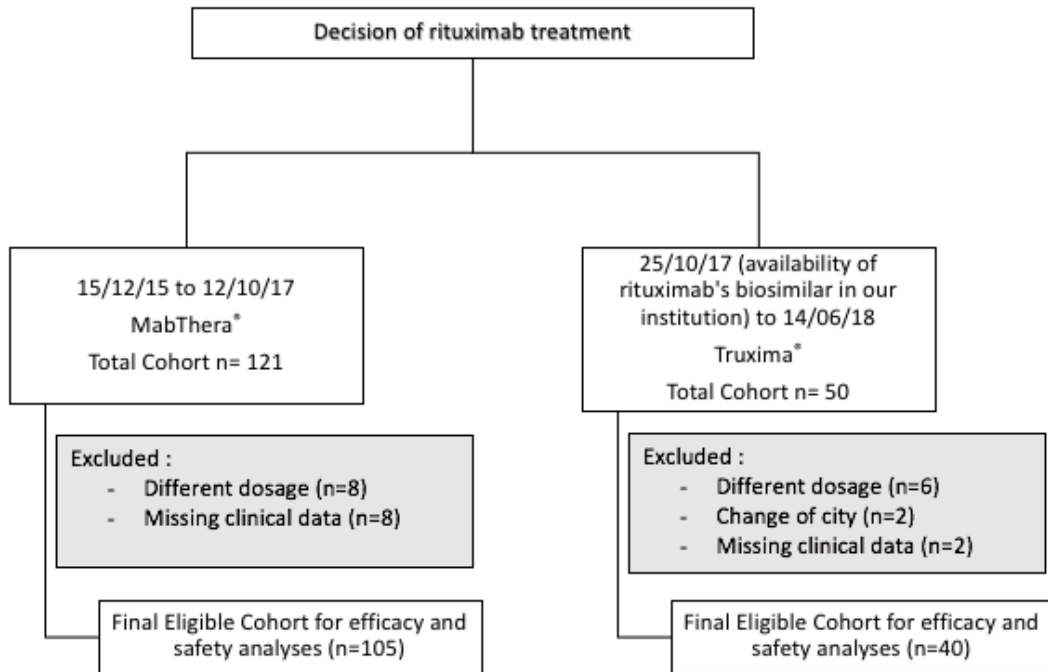 Decision of rituximab treatment
15/12/15 to 12/10/17
MabThera®
Total Cohort n= 121
25/10/17 (availability of
rituximab's biosimilar in our
institution) to 14/06/18
Truxima®
Total Cohort n= 50
Excluded :
- Different dosage (n=8)
- Missing clinical data (n=8)
Excluded :
- Different dosage (n=6)
- Change of city (n=2)
- Missing clinical data (n=2)
Final Eligible Cohort for efficacy and
safety analyses (n=105)
Final Eligible Cohort for efficacy and
safety analyses (n=40)